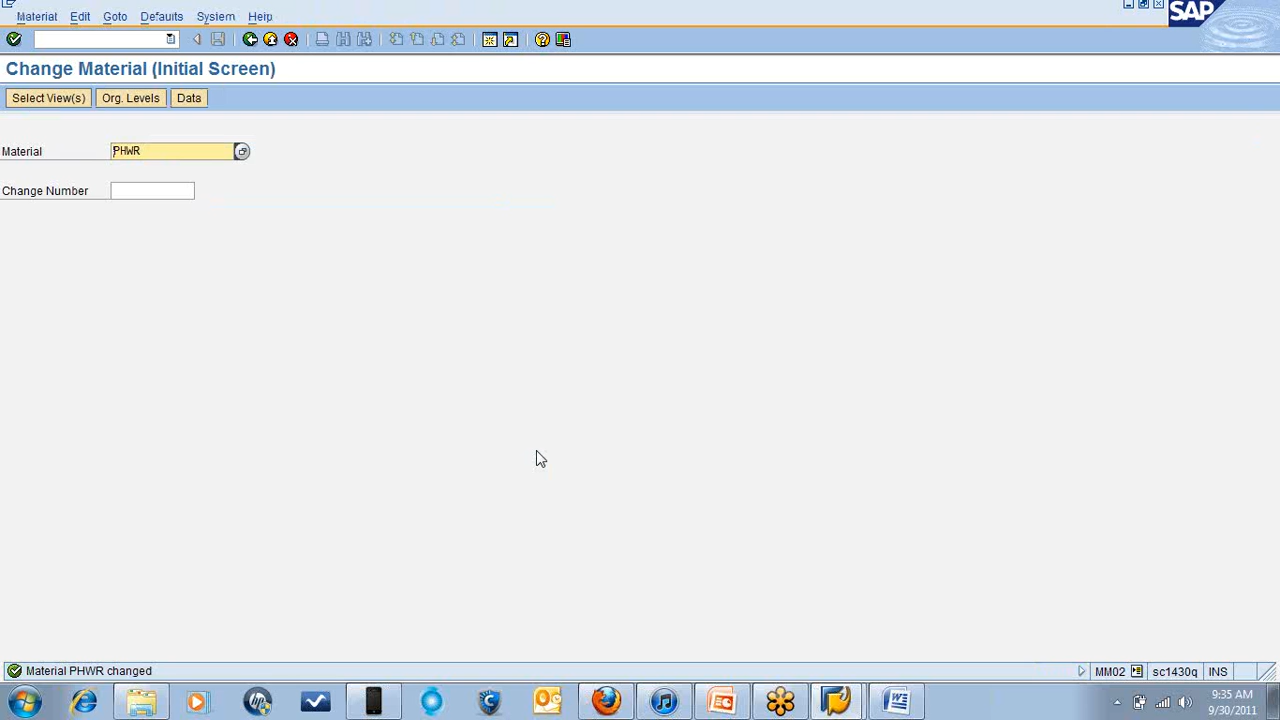 Material Edit Goto Defaults System Help
SAP
Change Material (Initial Screen)
Select View(s) Org. Levels Data
Material PHWR
Change Number
Material PHWR changed
MM02 sc1430q INS
9:35 AM
9/30/2011